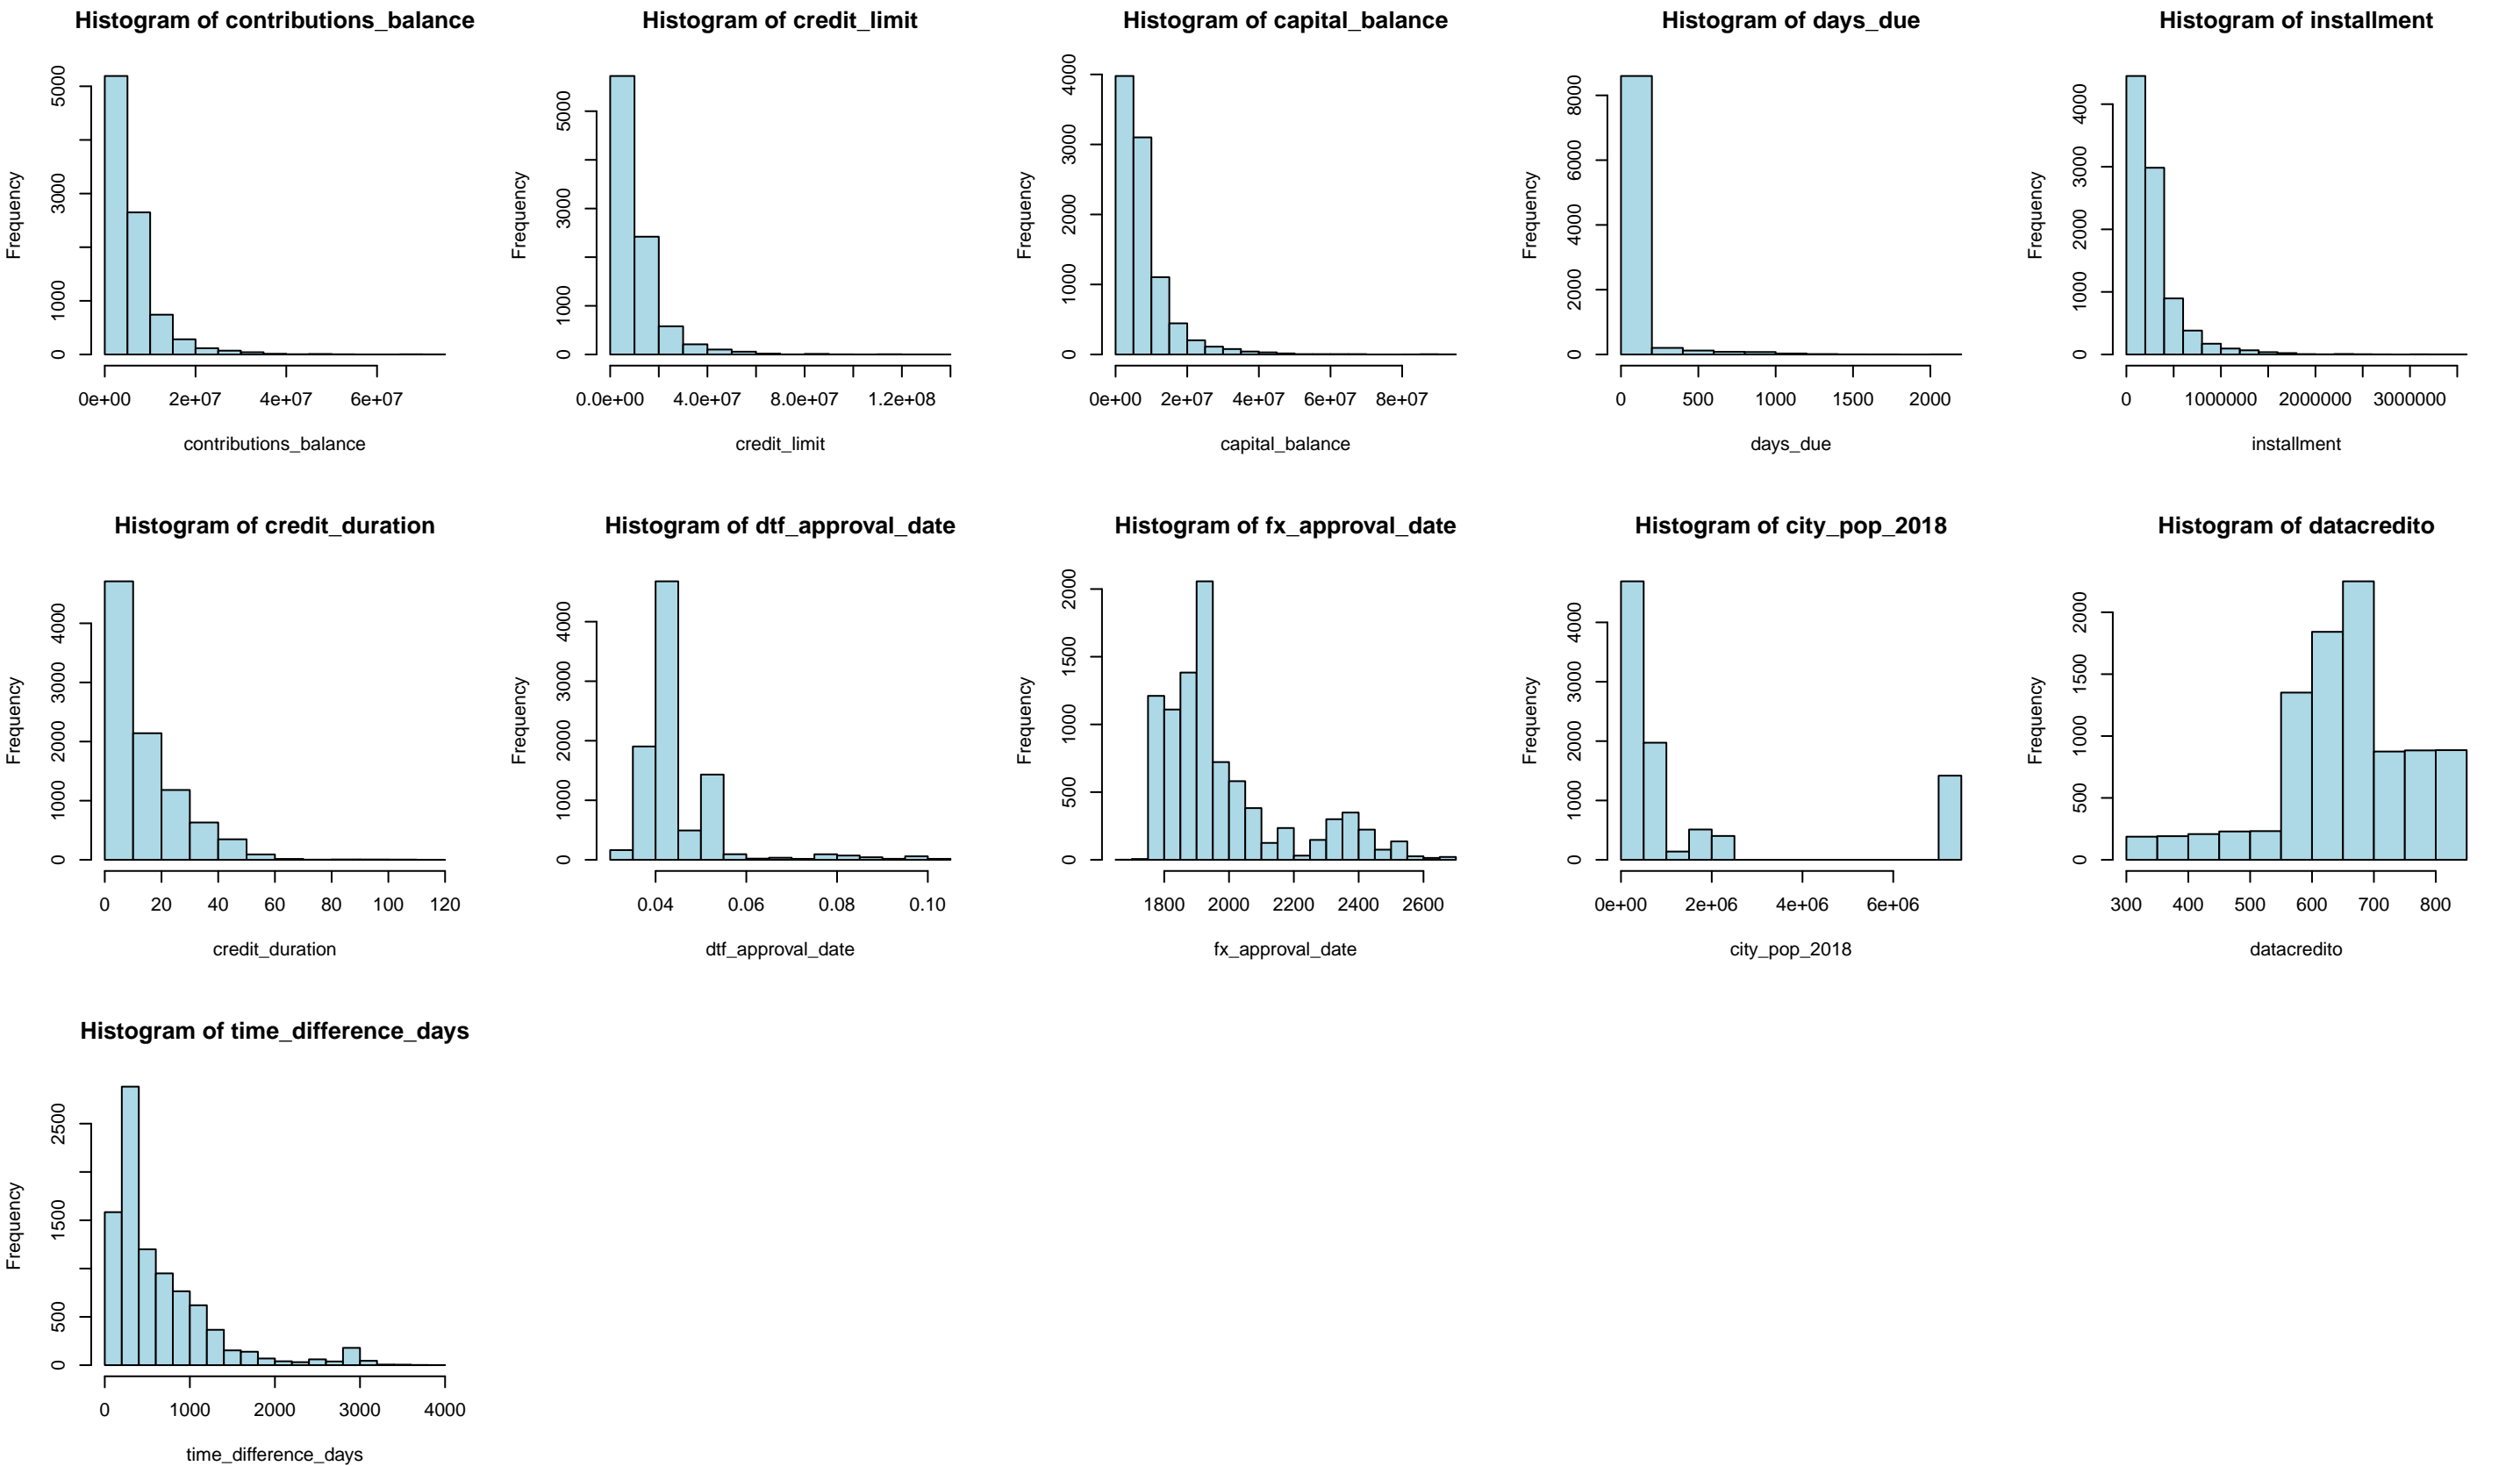 Histogram of contributions_balance
Frequency
0 1000 3000 5000
0e+00 2e+07 4e+07 6e+07
contributions_balance
Histogram of credit_limit
Frequency
0 1000 3000 5000
0.0e+00 4.0e+07 8.0e+07 1.2e+08
credit_limit
Histogram of capital_balance
Frequency
0 1000 2000 3000 4000
0e+00 2e+07 4e+07 6e+07 8e+07
capital_balance
Histogram of days_due
Frequency
0 2000 4000 6000 8000
0 500 1000 1500 2000
days_due
Histogram of installment
Frequency
0 1000 2000 3000 4000
0 1000000 2000000 3000000
installment
Histogram of credit_duration
Frequency
0 1000 2000 3000 4000
0 20 40 60 80 100 120
credit_duration
Histogram of dtf_approval_date
Frequency
0 1000 2000 3000 4000
0.04 0.06 0.08 0.10
dtf_approval_date
Histogram of fx_approval_date
Frequency
0 500 1000 1500 2000
1800 2000 2200 2400 2600
fx_approval_date
Histogram of city_pop_2018
Frequency
0 1000 2000 3000 4000
0e+00 2e+06 4e+06 6e+06
city_pop_2018
Histogram of datacredito
Frequency
0 500 1000 1500 2000
300 400 500 600 700 800
datacredito
Histogram of time_difference_days
Frequency
0 500 1500 2500
0 1000 2000 3000 4000
time_difference_days